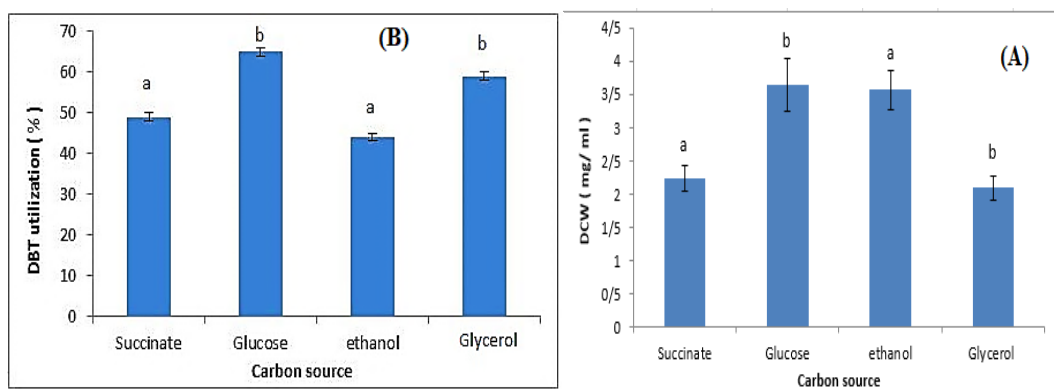 (B)
DBT utilization ( % )
70
60
50
40
30
20
10
0
a
b
a
b
Succinate Glucose ethanol Glycerol
Carbon source
(A)
DCW ( mg/ ml )
4/5
4
3/5
3
2/5
2
1/5
1
0/5
0
a
b
a
b
Succinate Glucose ethanol Glycerol
Carbon source